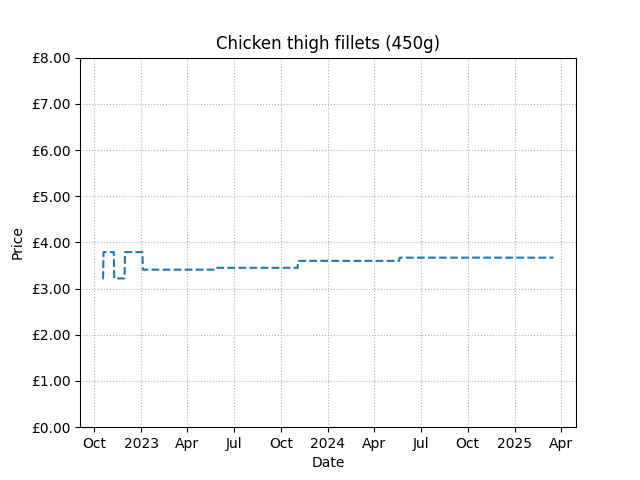 Chicken thigh fillets (450g)
£8.00
£7.00
£6.00
£5.00
£4.00
£3.00
£2.00
£1.00
£0.00
Price
Oct 2023 Apr Jul Oct 2024 Apr Jul Oct 2025 Apr
Date